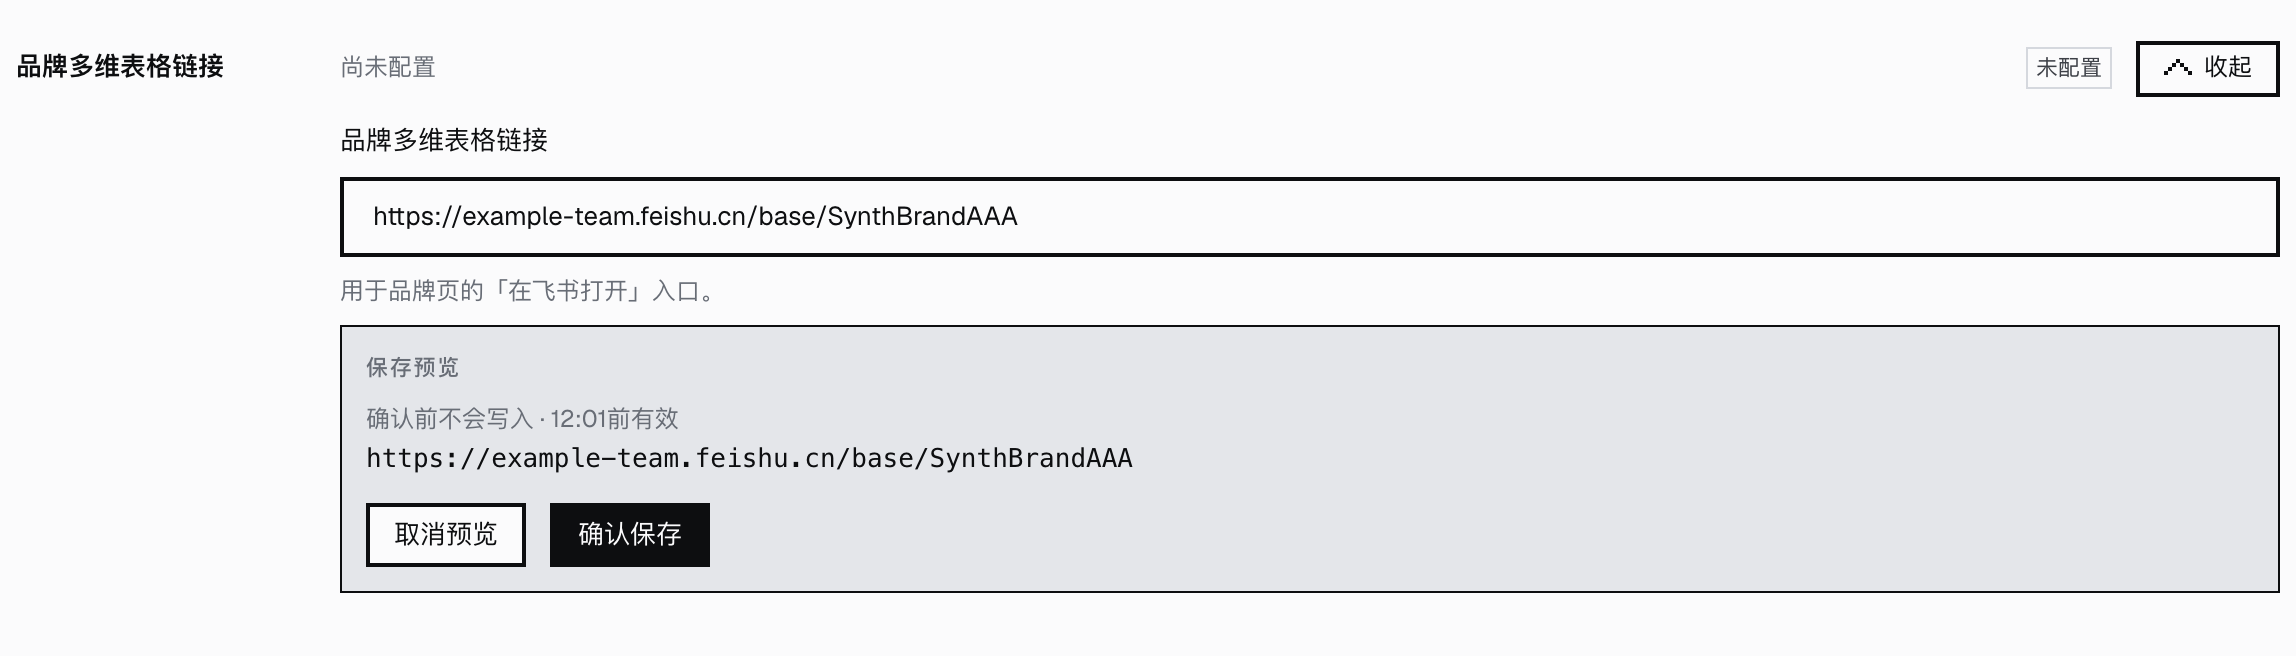 品牌多维表格链接
尚未配置
未配置
收起
品牌多维表格链接
https://example-team.feishu.cn/base/SynthBrandAAA
用于品牌页的「在飞书打开」入口。
保存预览
确认前不会写入 · 12:01前有效
https://example-team.feishu.cn/base/SynthBrandAAA
取消预览
确认保存